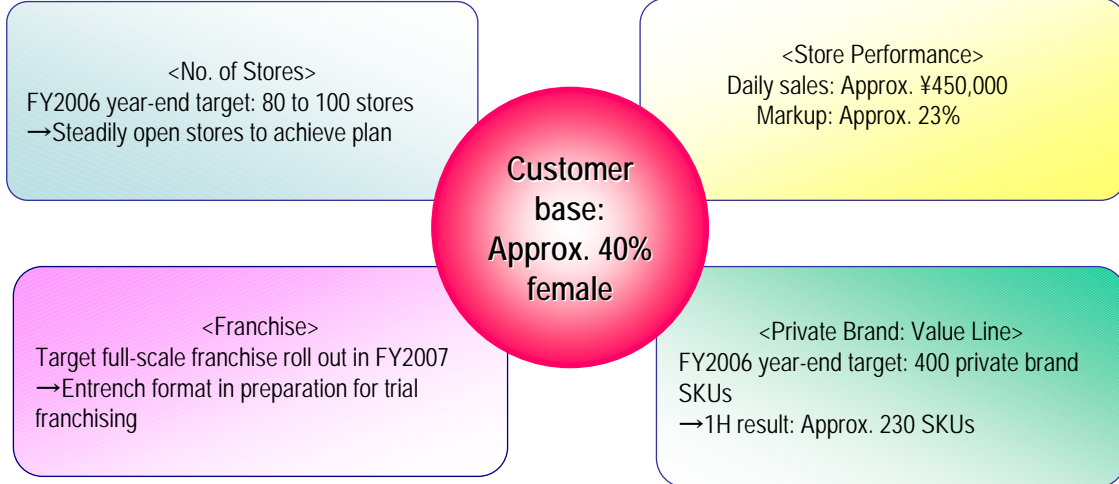 <No. of Stores>
FY2006 year-end target: 80 to 100 stores
→Steadily open stores to achieve plan
<Store Performance>
Daily sales: Approx. ¥450,000
Markup: Approx. 23%
Customer
base:
Approx. 40%
female
<Franchise>
Target full-scale franchise roll out in FY2007
→Entrench format in preparation for trial
franchising
<Private Brand: Value Line>
FY2006 year-end target: 400 private brand
SKUs
→1H result: Approx. 230 SKUs